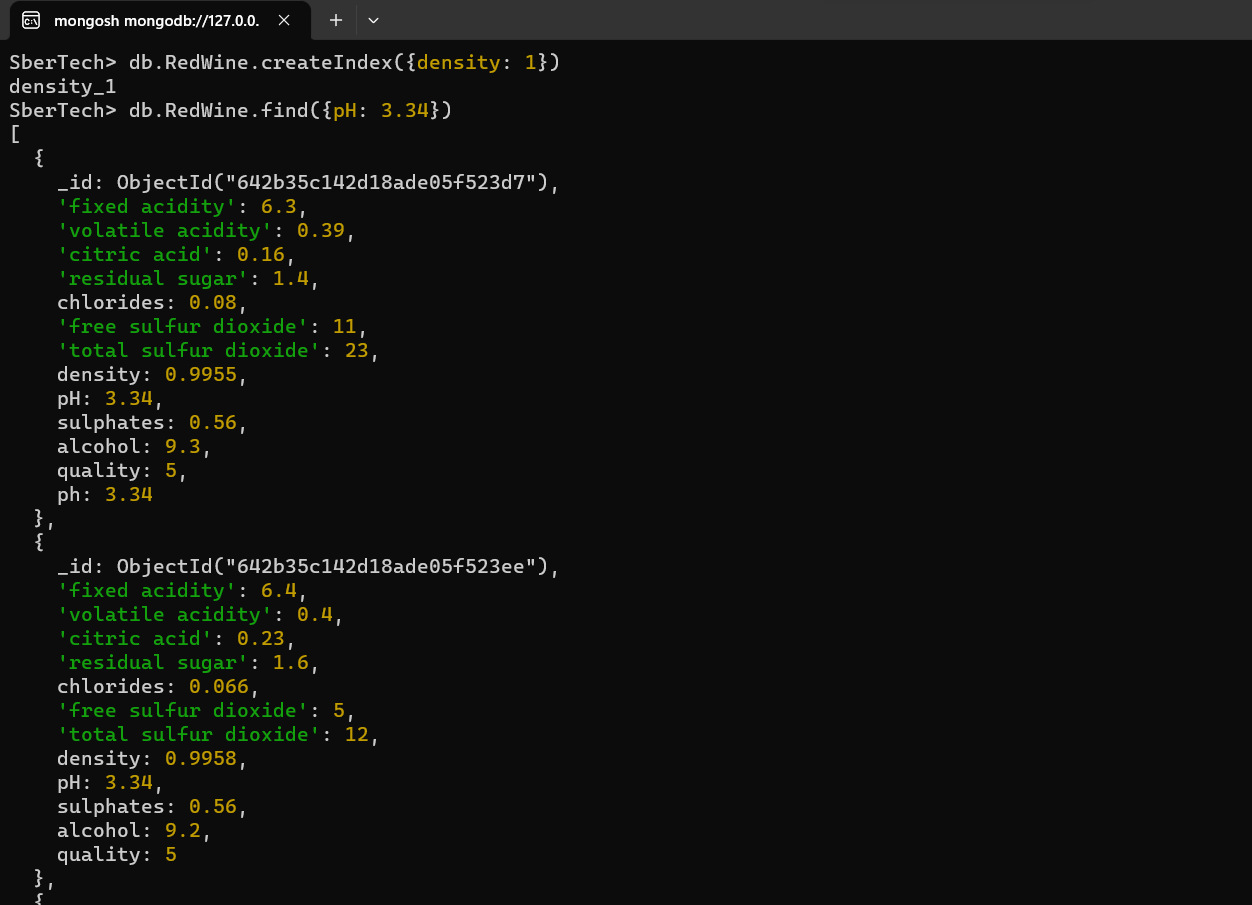 mongosh mongodb://127.0.0.
SberTech> db.RedWine.createIndex({density: 1})
density_1
SberTech> db.RedWine.find({pH: 3.34})
[
  {
    _id: ObjectId("642b35c142d18ade05f523d7"),
    'fixed acidity': 6.3,
    'volatile acidity': 0.39,
    'citric acid': 0.16,
    'residual sugar': 1.4,
    chlorides: 0.08,
    'free sulfur dioxide': 11,
    'total sulfur dioxide': 23,
    density: 0.9955,
    pH: 3.34,
    sulphates: 0.56,
    alcohol: 9.3,
    quality: 5,
    ph: 3.34
  },
  {
    _id: ObjectId("642b35c142d18ade05f523ee"),
    'fixed acidity': 6.4,
    'volatile acidity': 0.4,
    'citric acid': 0.23,
    'residual sugar': 1.6,
    chlorides: 0.066,
    'free sulfur dioxide': 5,
    'total sulfur dioxide': 12,
    density: 0.9958,
    pH: 3.34,
    sulphates: 0.56,
    alcohol: 9.2,
    quality: 5
  },
  {